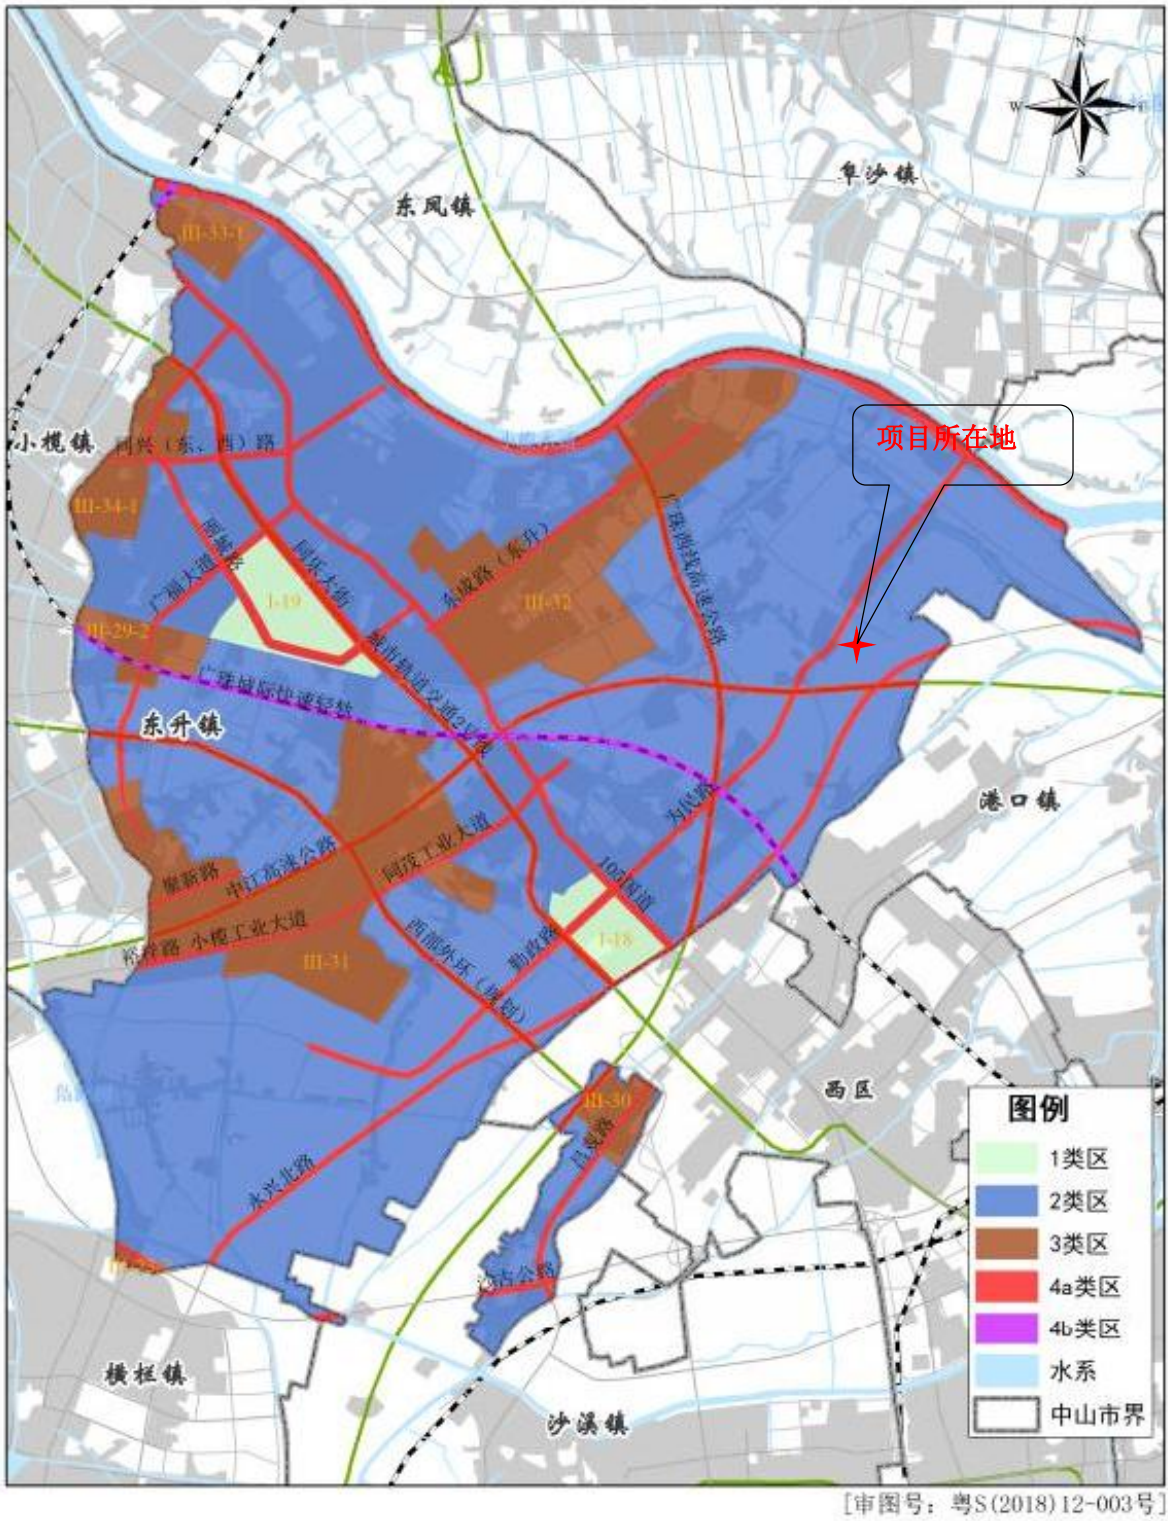 N
W
S
阜沙镇
东凤镇
III-33-1
项目所在地
小榄镇
同兴（东、西）路
III-34-1
广珠西线高速公路
东成路（东升）
同乐大街
广福大道
I-19
III-32
III-29-2
城市轨道交通2号线
广珠城际快速轻轨
东升镇
港口镇
为民路
同茂工业大道
中江高速公路
105国道
小榄工业大道
勤政路
I-18
III-31
西部外环（规划）
西区
III-30
昌盛路
永兴北路
沙古公路
横栏镇
沙溪镇
图例
1类区
2类区
3类区
4a类区
4b类区
水系
中山市界
[审图号：粤S(2018)12-003号]